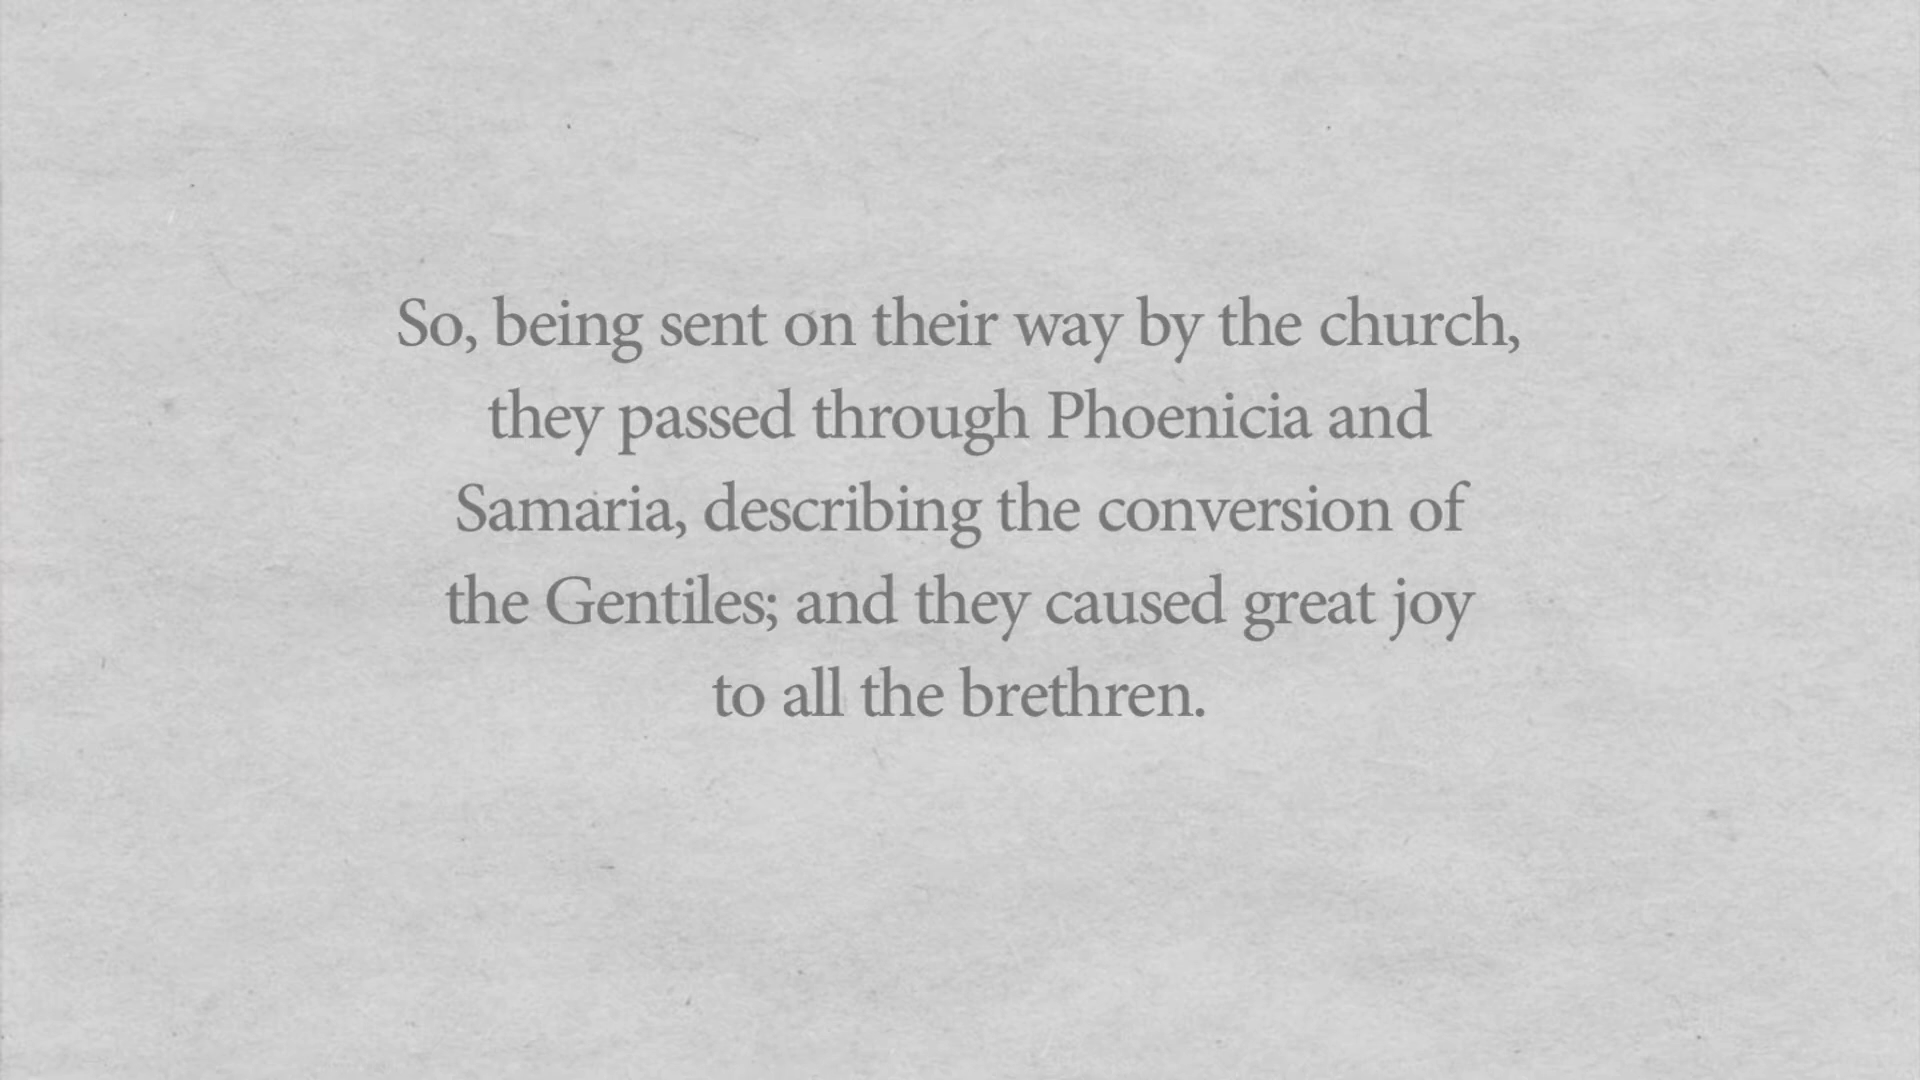 So, being sent on their way by the church,
they passed through Phoenicia and
Samaria, describing the conversion of
the Gentiles; and they caused great joy
to all the brethren.